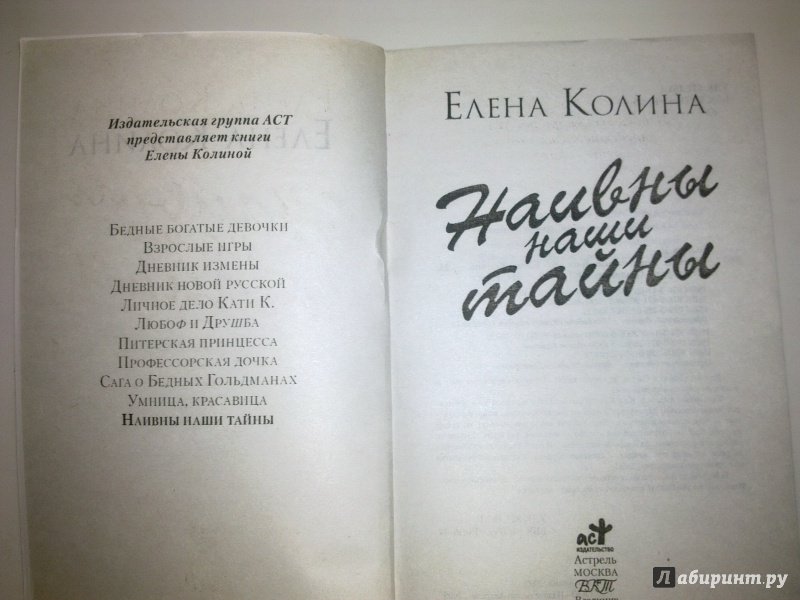 Издательская группа АСТ
представляет книги
Елены Колиной
Бедные богатые девочки
Взрослые игры
Дневник измены
Дневник новой русской
Личное дело Кати К.
Любоф и Друшба
Питерская принцесса
Профессорская дочка
Сага о Бедных Гольдманах
Умница, красавица
Наивны наши тайны
Елена Колина
Наивны
наши
тайны
аст
издательство
Астрель
МОСКВА
ВКТ
Лабиринт.ру